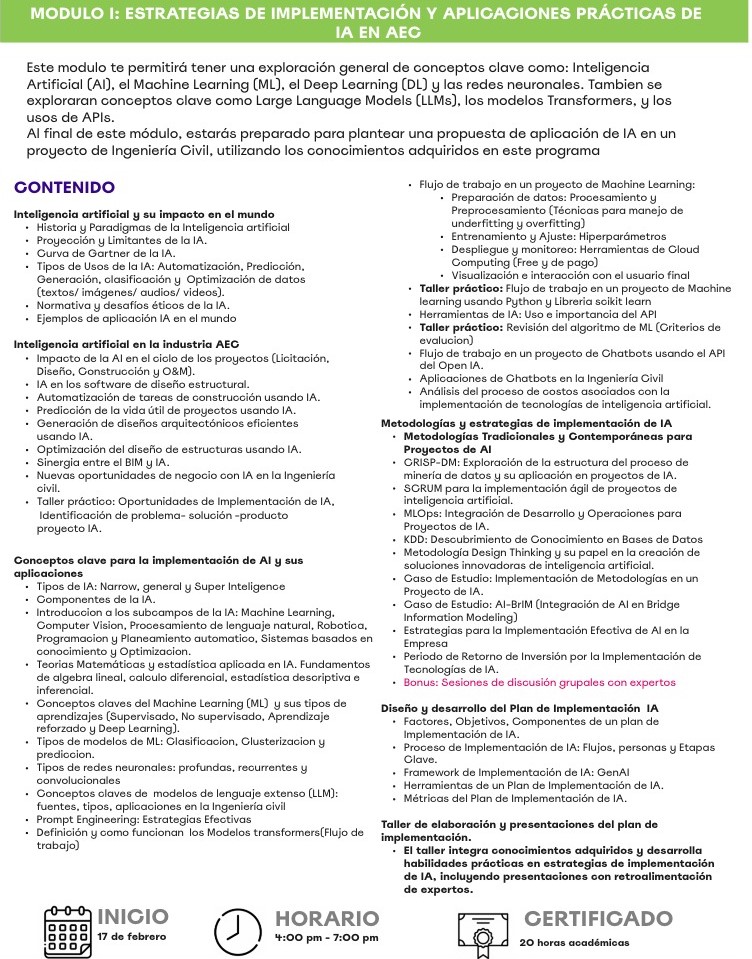 MODULO I: ESTRATEGIAS DE IMPLEMENTACIÓN Y APLICACIONES PRÁCTICAS DE
IA EN AEC
Este modulo te permitirá tener una exploración general de conceptos clave como: Inteligencia
Artificial (AI), el Machine Learning (ML), el Deep Learning (DL) y las redes neuronales. Tambien se
exploraran conceptos clave como Large Language Models (LLMs), los modelos Transformers, y los
usos de APIs.
Al final de este módulo, estarás preparado para plantear una propuesta de aplicación de IA en un
proyecto de Ingeniería Civil, utilizando los conocimientos adquiridos en este programa
CONTENIDO
Inteligencia artificial y su impacto en el mundo
• Historia y Paradigmas de la Inteligencia artificial
• Proyección y Limitantes de la IA.
• Curva de Gartner de la IA.
• Tipos de Usos de la IA: Automatización, Predicción,
Generación, clasificación y Optimización de datos
(textos/ imágenes/ audio/ videos).
• Normativa y desafíos éticos de la IA.
• Ejemplos de aplicación IA en el mundo
Inteligencia artificial en la industria AEC
• Impacto de la AI en el ciclo de los proyectos (Licitación,
Diseño, Construcción y O&M).
• IA en los software de diseño estructural.
• Automatización de tareas de construcción usando IA.
• Predicción de la vida útil de proyectos usando IA.
• Generación de diseños arquitectónicos eficientes
usando IA.
• Optimización del diseño de estructuras usando IA.
• Sinergia entre el BIM y IA.
• Nuevas oportunidades de negocio con IA en la Ingeniería
civil.
• Taller práctico: Oportunidades de Implementación de IA,
Identificación de problema- solución -producto
proyecto IA.
Conceptos clave para la implementación de AI y sus
aplicaciones
• Tipos de IA: Narrow, general y Super Intelligence
• Componentes de la IA.
• Introduccion a los subcampos de la IA: Machine Learning,
Computer Vision, Procesamiento de lenguaje natural, Robotica,
Programacion y Planeamiento automatico, Sistemas basados en
conocimiento y Optimizacion.
• Teorias Matemáticas y estadística aplicada en IA. Fundamentos
de algebra lineal, calculo diferencial, estadística descriptiva e
inferencial.
• Conceptos claves del Machine Learning (ML) y sus tipos de
aprendizajes (Supervisado, No supervisado, Aprendizaje
reforzado y Deep Learning).
• Tipos de modelos de ML: Clasificacion, Clusterizacion y
prediccion.
• Tipos de redes neuronales: profundas, recurrentes y
convolucionales
• Conceptos claves de modelos de lenguaje extenso (LLM):
fuentes, tipos, aplicaciones en la Ingeniería civil
• Prompt Engineering: Estrategias Efectivas
• Definición y como funcionan los Modelos transformers(Flujo de
trabajo)
• Flujo de trabajo en un proyecto de Machine Learning:
• Preparación de datos: Procesamiento y
Preprocesamiento (Técnicas para manejo de
underfitting y overfitting)
• Entrenamiento y Ajuste: Hiperparámetros
• Despliegue y monitoreo: Herramientas de Cloud
Computing (Free y de pago)
• Visualización e interacción con el usuario final
• Taller práctico: Flujo de trabajo en un proyecto de Machine
learning usando Python y Libreria scikit learn
• Herramientas de IA: Uso e importancia del API
• Taller práctico: Revisión del algoritmo de ML (Criterios de
evalucion)
• Flujo de trabajo en un proyecto de Chatbots usando el API
del Open IA.
• Aplicaciones de Chatbots en la Ingeniería Civil
• Análisis del proceso de costos asociados con la
implementación de tecnologías de inteligencia artificial.
Metodologías y estrategias de implementación de IA
• Metodologías Tradicionales y Contemporáneas para
Proyectos de AI
• CRISP-DM: Exploración de la estructura del proceso de
minería de datos y su aplicación en proyectos de IA.
• SCRUM para la implementación ágil de proyectos de
inteligencia artificial.
• MLOps: Integración de Desarrollo y Operaciones para
Proyectos de IA.
• KDD: Descubrimiento de Conocimiento en Bases de Datos
• Metodología Design Thinking y su papel en la creación de
soluciones innovadoras de inteligencia artificial.
• Caso de Estudio: Implementación de Metodologías en un
Proyecto de IA.
• Caso de Estudio: AI-BrIM (Integración de AI en Bridge
Information Modeling)
• Estrategias para la Implementación Efectiva de AI en la
Empresa
• Periodo de Retorno de Inversión por la Implementación de
Tecnologías de IA.
• Bonus: Sesiones de discusión grupales con expertos
Diseño y desarrollo del Plan de Implementación IA
• Factores, Objetivos, Componentes de un plan de
Implementación de IA.
• Proceso de Implementación de IA: Flujos, personas y Etapas
Clave.
• Framework de Implementación de IA: GenAI
• Herramientas de un Plan de Implementación de IA.
• Métricas del Plan de Implementación de IA.
Taller de elaboración y presentaciones del plan de
implementación.
• El taller integra conocimientos adquiridos y desarrolla
habilidades prácticas en estrategias de implementación
de IA, incluyendo presentaciones con retroalimentación
de expertos.
INICIO
17 de febrero
HORARIO
4:00 pm - 7:00 pm
CERTIFICADO
20 horas académicas